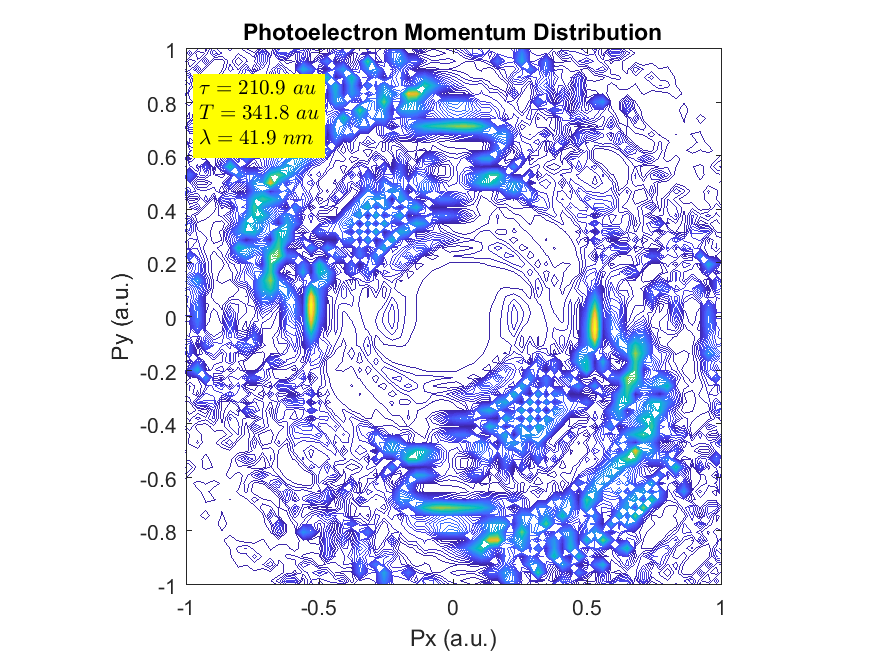 Photoelectron Momentum Distribution
τ = 210.9 au
T = 341.8 au
λ = 41.9 nm
1
0.8
0.6
0.4
0.2
0
-0.2
-0.4
-0.6
-0.8
-1
Py (a.u.)
-1 -0.5 0 0.5 1
Px (a.u.)